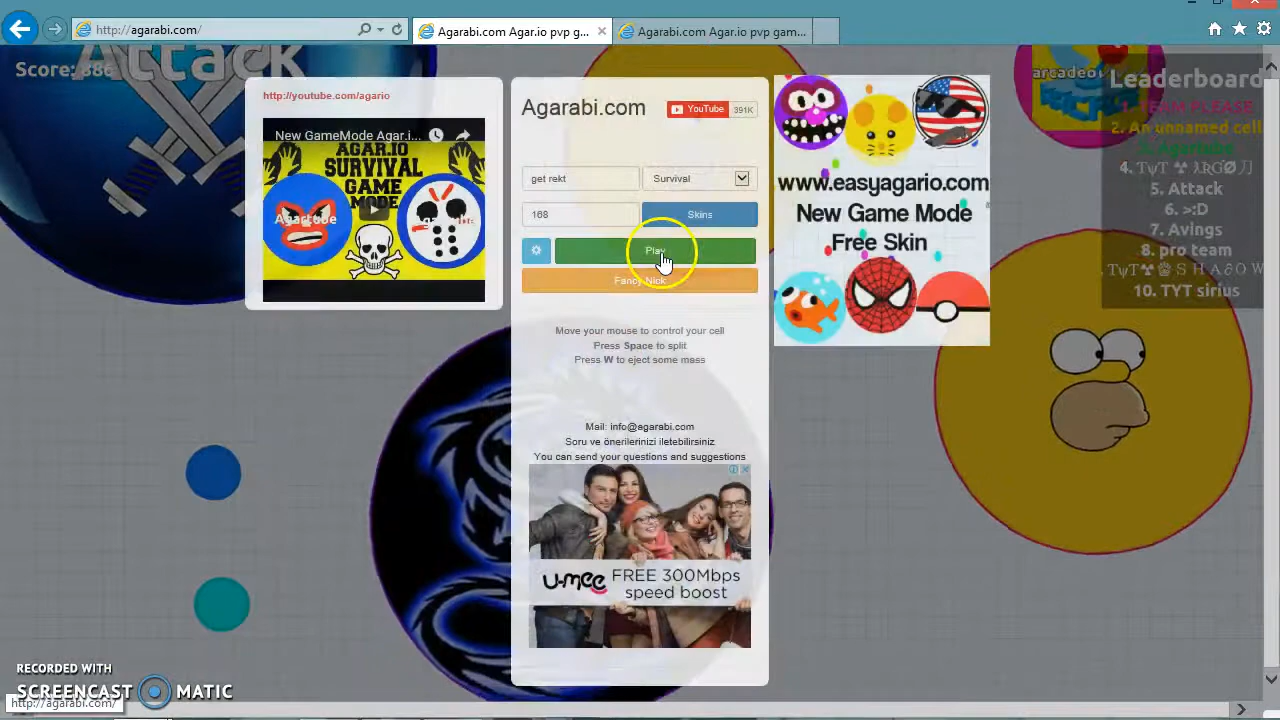 http://agarabi.com/
Agarabi.com Agar.io pvp g...
Agarabi.com Agar.io pvp gam...
Score: 886
Attack
http://youtube.com/agario
New GameMode Agar.i...
AGAR.IO
SURVIVAL
GAME
MODE
Agartube
Agarabi.com
YouTube
391K
get rekt
Survival
168
Skins
Play
Fancy Nick
Move your mouse to control your cell
Press Space to split
Press W to eject some mass
Mail: info@agarabi.com
Soru ve önerilerinizi iletebilirsiniz
You can send your questions and suggestions
u-mee FREE 300Mbps
speed boost
www.easyagario.com
New Game Mode
Free Skin
Leaderboard
1. TEAM PLEASE
2. An unnamed cell
3. Agartube
5. Attack
6. >:D
7. Avings
8. pro team
10. TYT sirius
RECORDED WITH
SCREENCAST MATIC
http://agarabi.com/